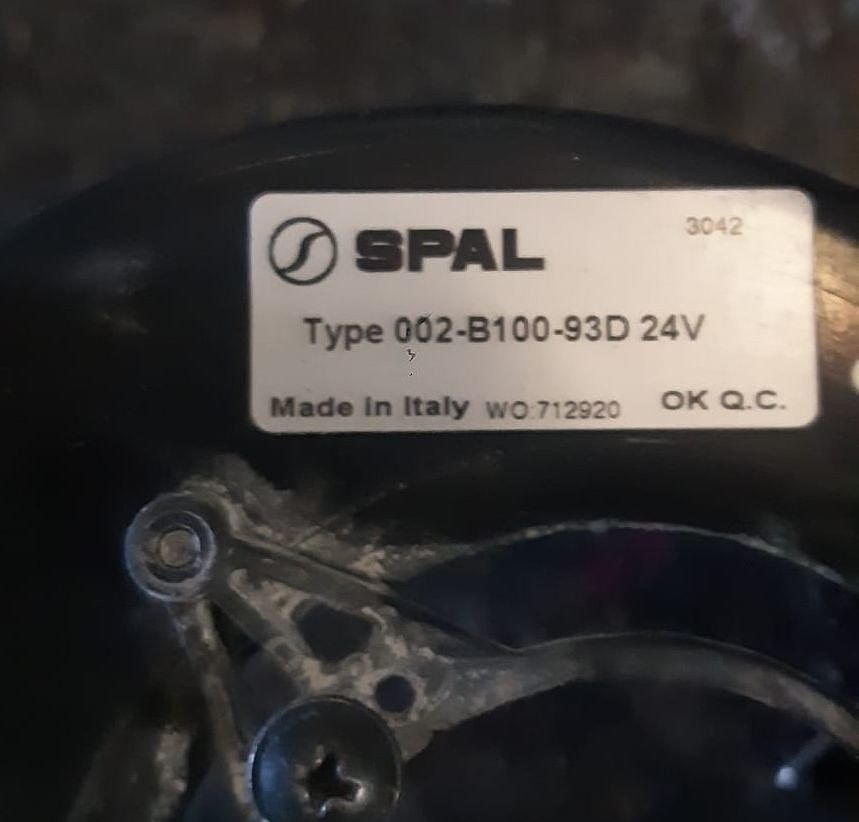 SPAL
3042
Type 002-B100-93D 24V
Made in Italy WO:712920 OK Q.C.